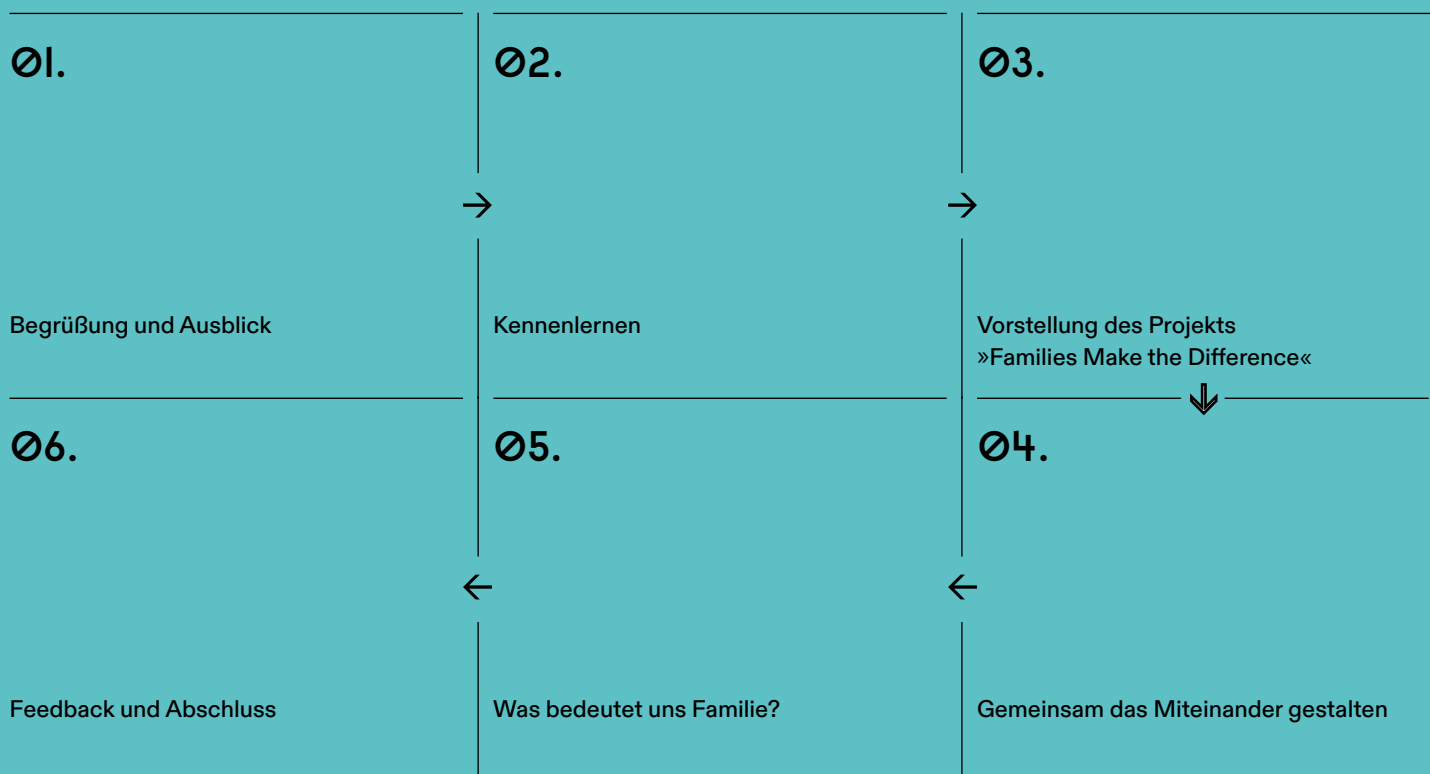 01.
Begrüßung und Ausblick
02.
Kennenlernen
03.
Vorstellung des Projekts
»Families Make the Difference«
04.
Gemeinsam das Miteinander gestalten
05.
Was bedeutet uns Familie?
06.
Feedback und Abschluss